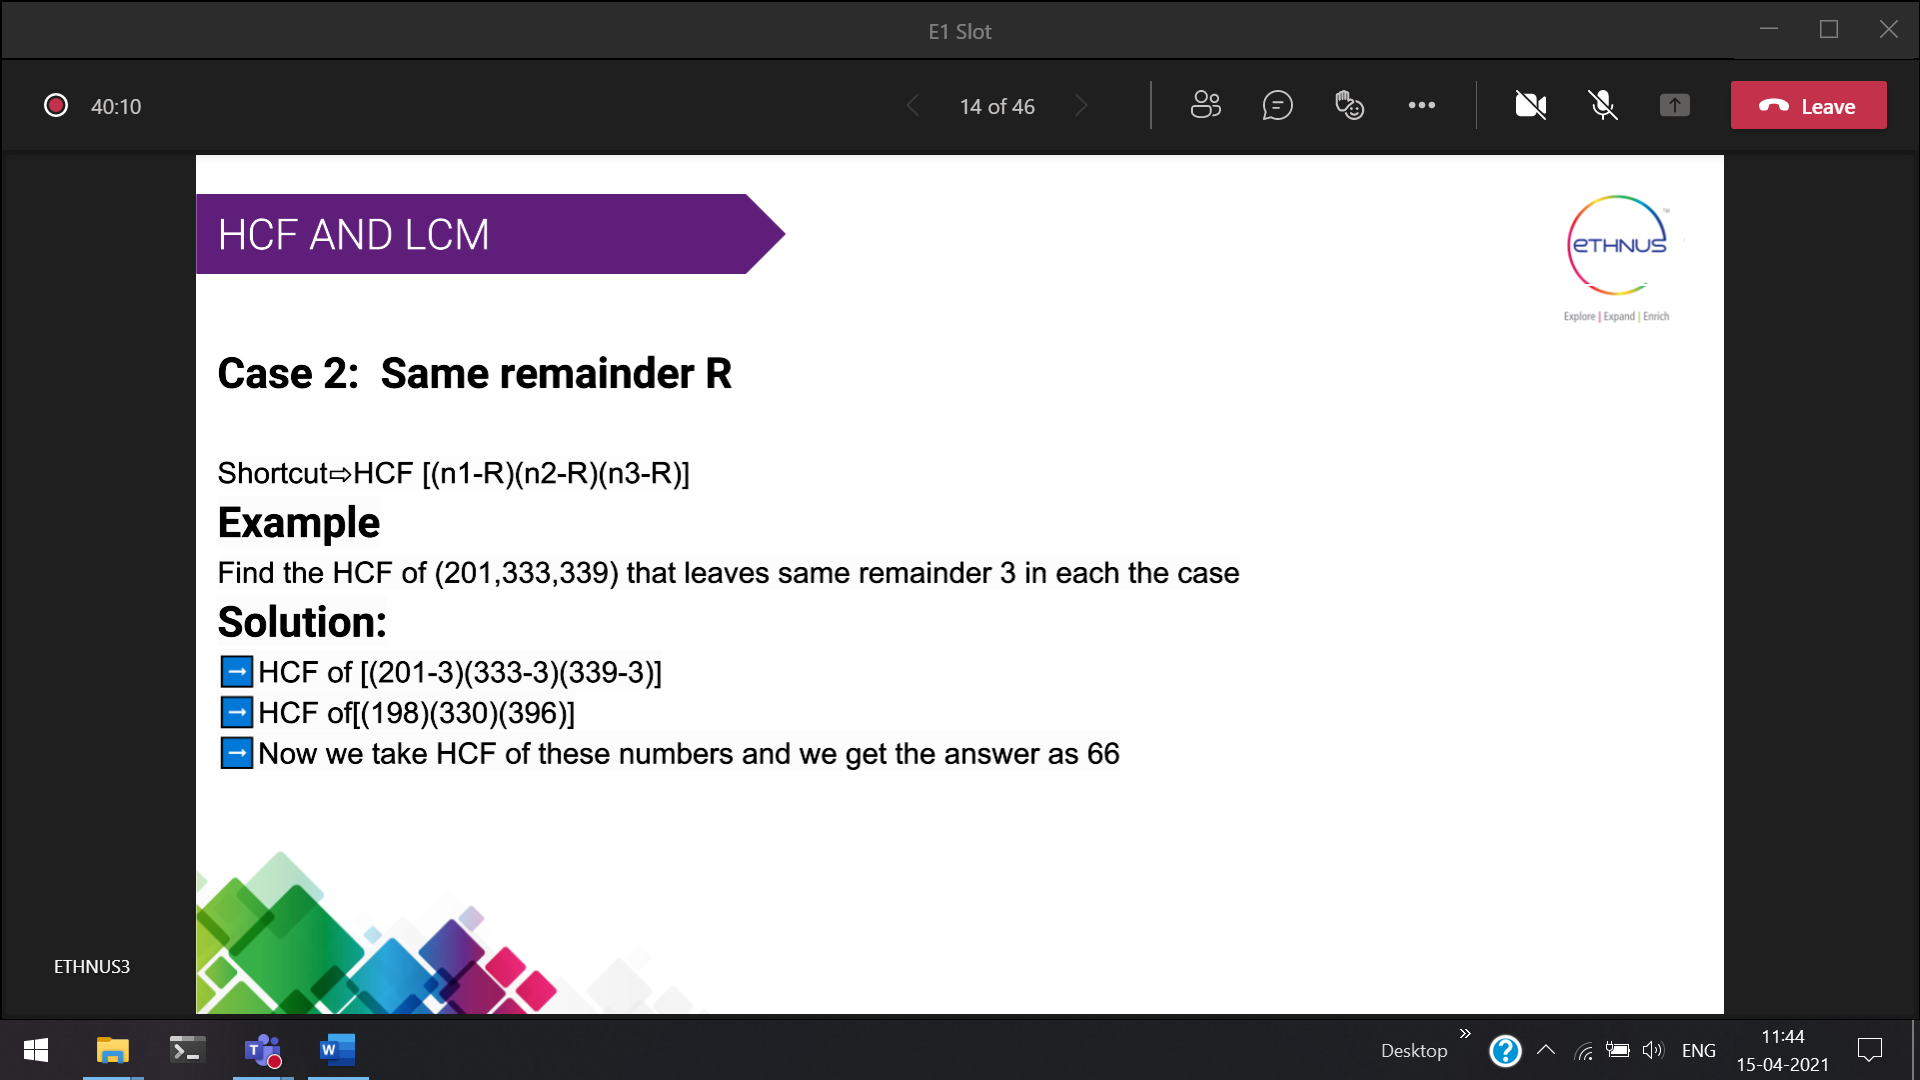 E1 Slot
40:10
14 of 46
Leave
HCF AND LCM
eTHNUS
TM
Explore | Expand | Enrich
Case 2: Same remainder R
Shortcut⇨HCF [(n1-R)(n2-R)(n3-R)]
Example
Find the HCF of (201,333,339) that leaves same remainder 3 in each the case
Solution:
➡HCF of [(201-3)(333-3)(339-3)]
➡HCF of[(198)(330)(396)]
➡Now we take HCF of these numbers and we get the answer as 66
ETHNUS3
Desktop
ENG
11:44
15-04-2021